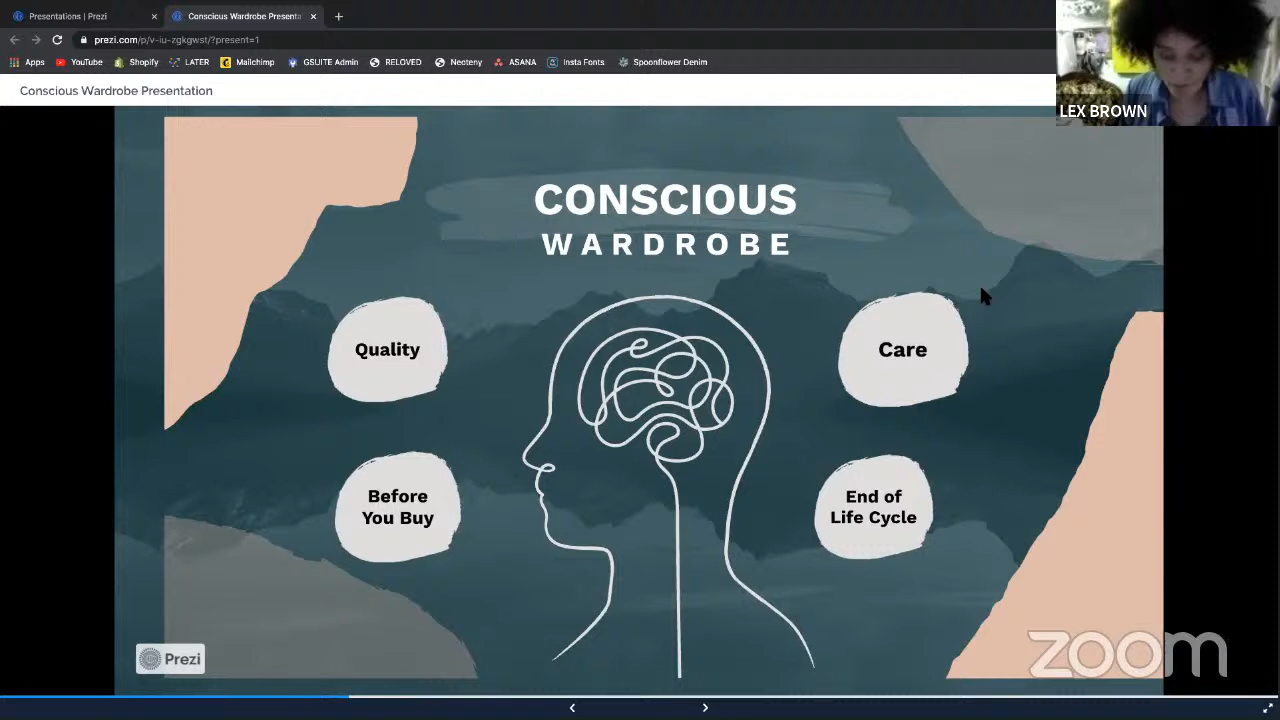 Presentations | Prezi
Conscious Wardrobe Presenta
prezi.com/p/v-iu-zgkgwst/?present=1
Apps YouTube Shopify LATER Mailchimp GSUITE Admin RELOVED Neoteny ASANA Insta Fonts Spoonflower Denim
Conscious Wardrobe Presentation
LEX BROWN
CONSCIOUS
WARDROBE
Quality
Care
Before
You Buy
End of
Life Cycle
Prezi
zoom